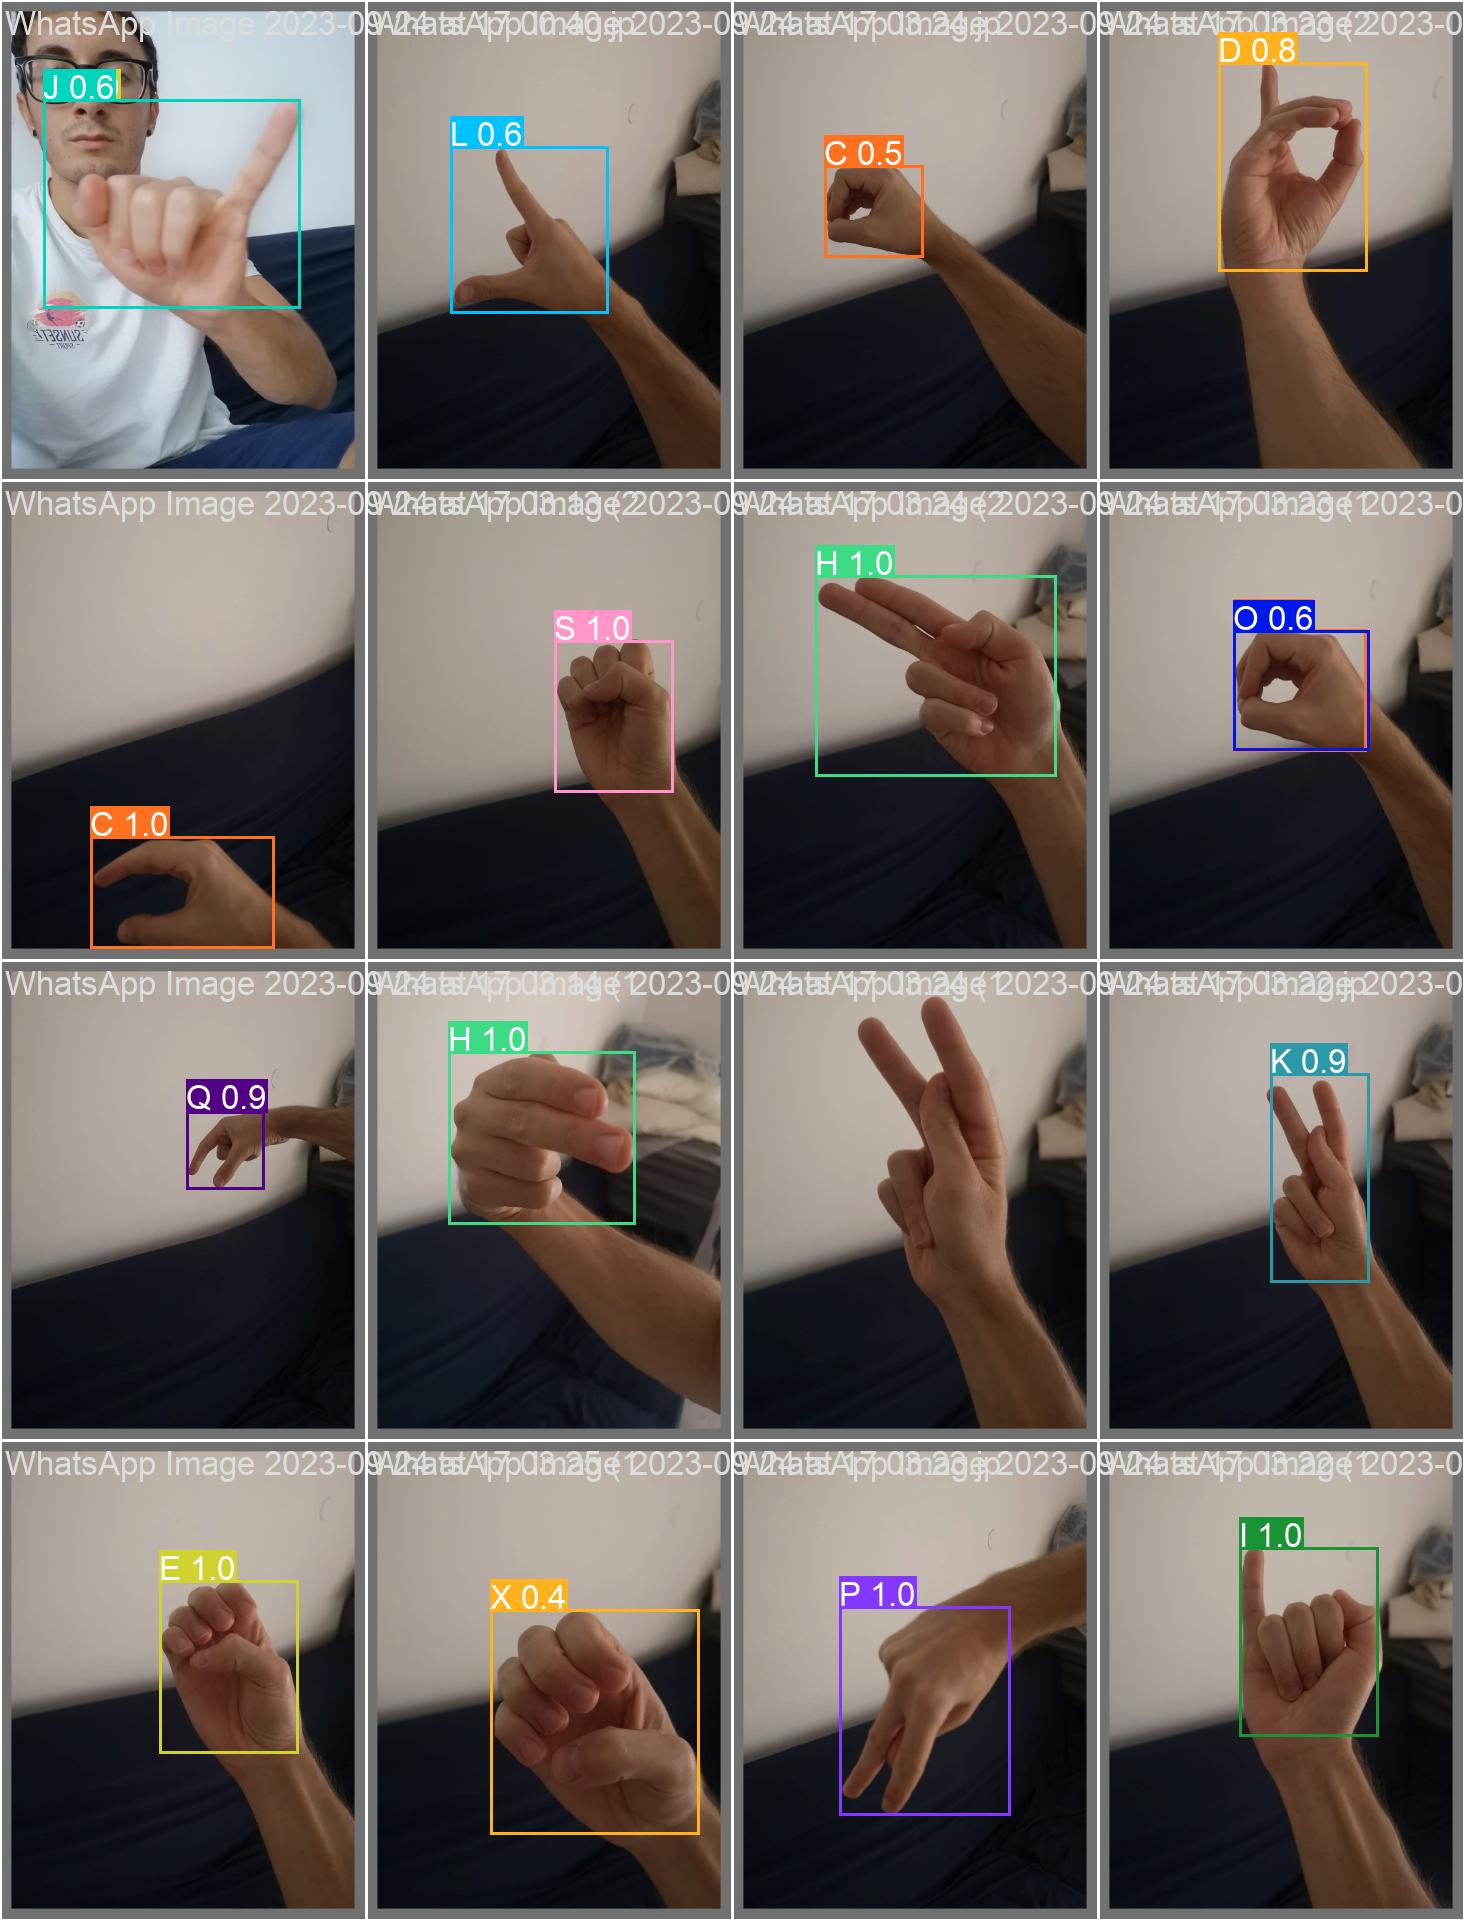 WhatsApp Image 2023-09-24 at 17.00.40.jp
WhatsApp Image 2023-09-24 at 17.03.24.jp
WhatsApp Image 2023-09-24 at 17.03.23 (2
WhatsApp Image 2023-0
J 0.6
L 0.6
C 0.5
D 0.8
SUNSET
WhatsApp Image 2023-09-24 at 17.03.13 (2
WhatsApp Image 2023-09-24 at 17.03.24 (2
WhatsApp Image 2023-09-24 at 17.03.23 (1
WhatsApp Image 2023-0
C 1.0
S 1.0
H 1.0
O 0.6
WhatsApp Image 2023-09-24 at 17.03.14 (1
WhatsApp Image 2023-09-24 at 17.03.24 (1
WhatsApp Image 2023-09-24 at 17.03.22.jp
WhatsApp Image 2023-0
Q 0.9
H 1.0
K 0.9
WhatsApp Image 2023-09-24 at 17.03.25 (1
WhatsApp Image 2023-09-24 at 17.03.23.jp
WhatsApp Image 2023-09-24 at 17.03.22 (1
WhatsApp Image 2023-0
E 1.0
X 0.4
P 1.0
I 1.0